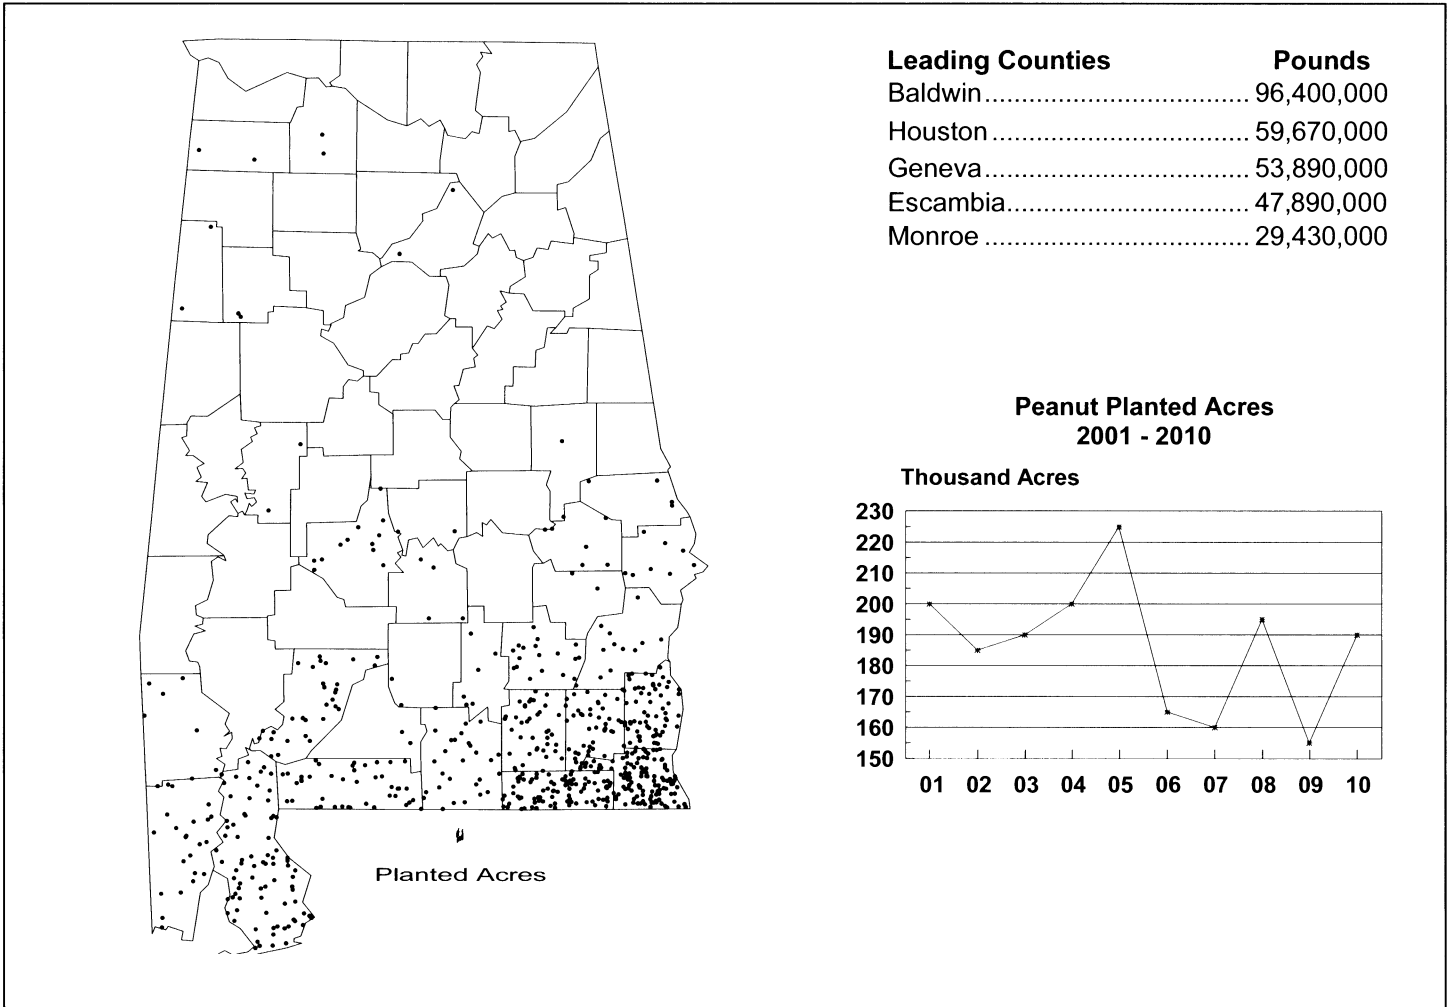 Leading Counties Pounds
Baldwin.............................. 96,400,000
Houston ............................. 59,670,000
Geneva.............................. 53,890,000
Escambia........................... 47,890,000
Monroe .............................. 29,430,000
Peanut Planted Acres
2001 - 2010
Thousand Acres
230
220
210
200
190
180
170
160
150
01 02 03 04 05 06 07 08 09 10
Planted Acres